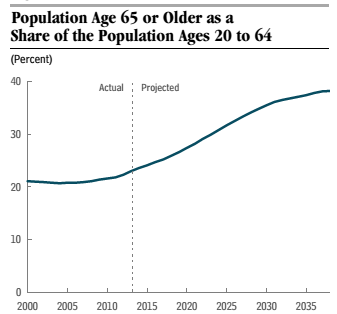 Population Age 65 or Older as a
Share of the Population Ages 20 to 64
(Percent)
40
Actual Projected
30
20
10
0
2000 2005 2010 2015 2020 2025 2030 2035